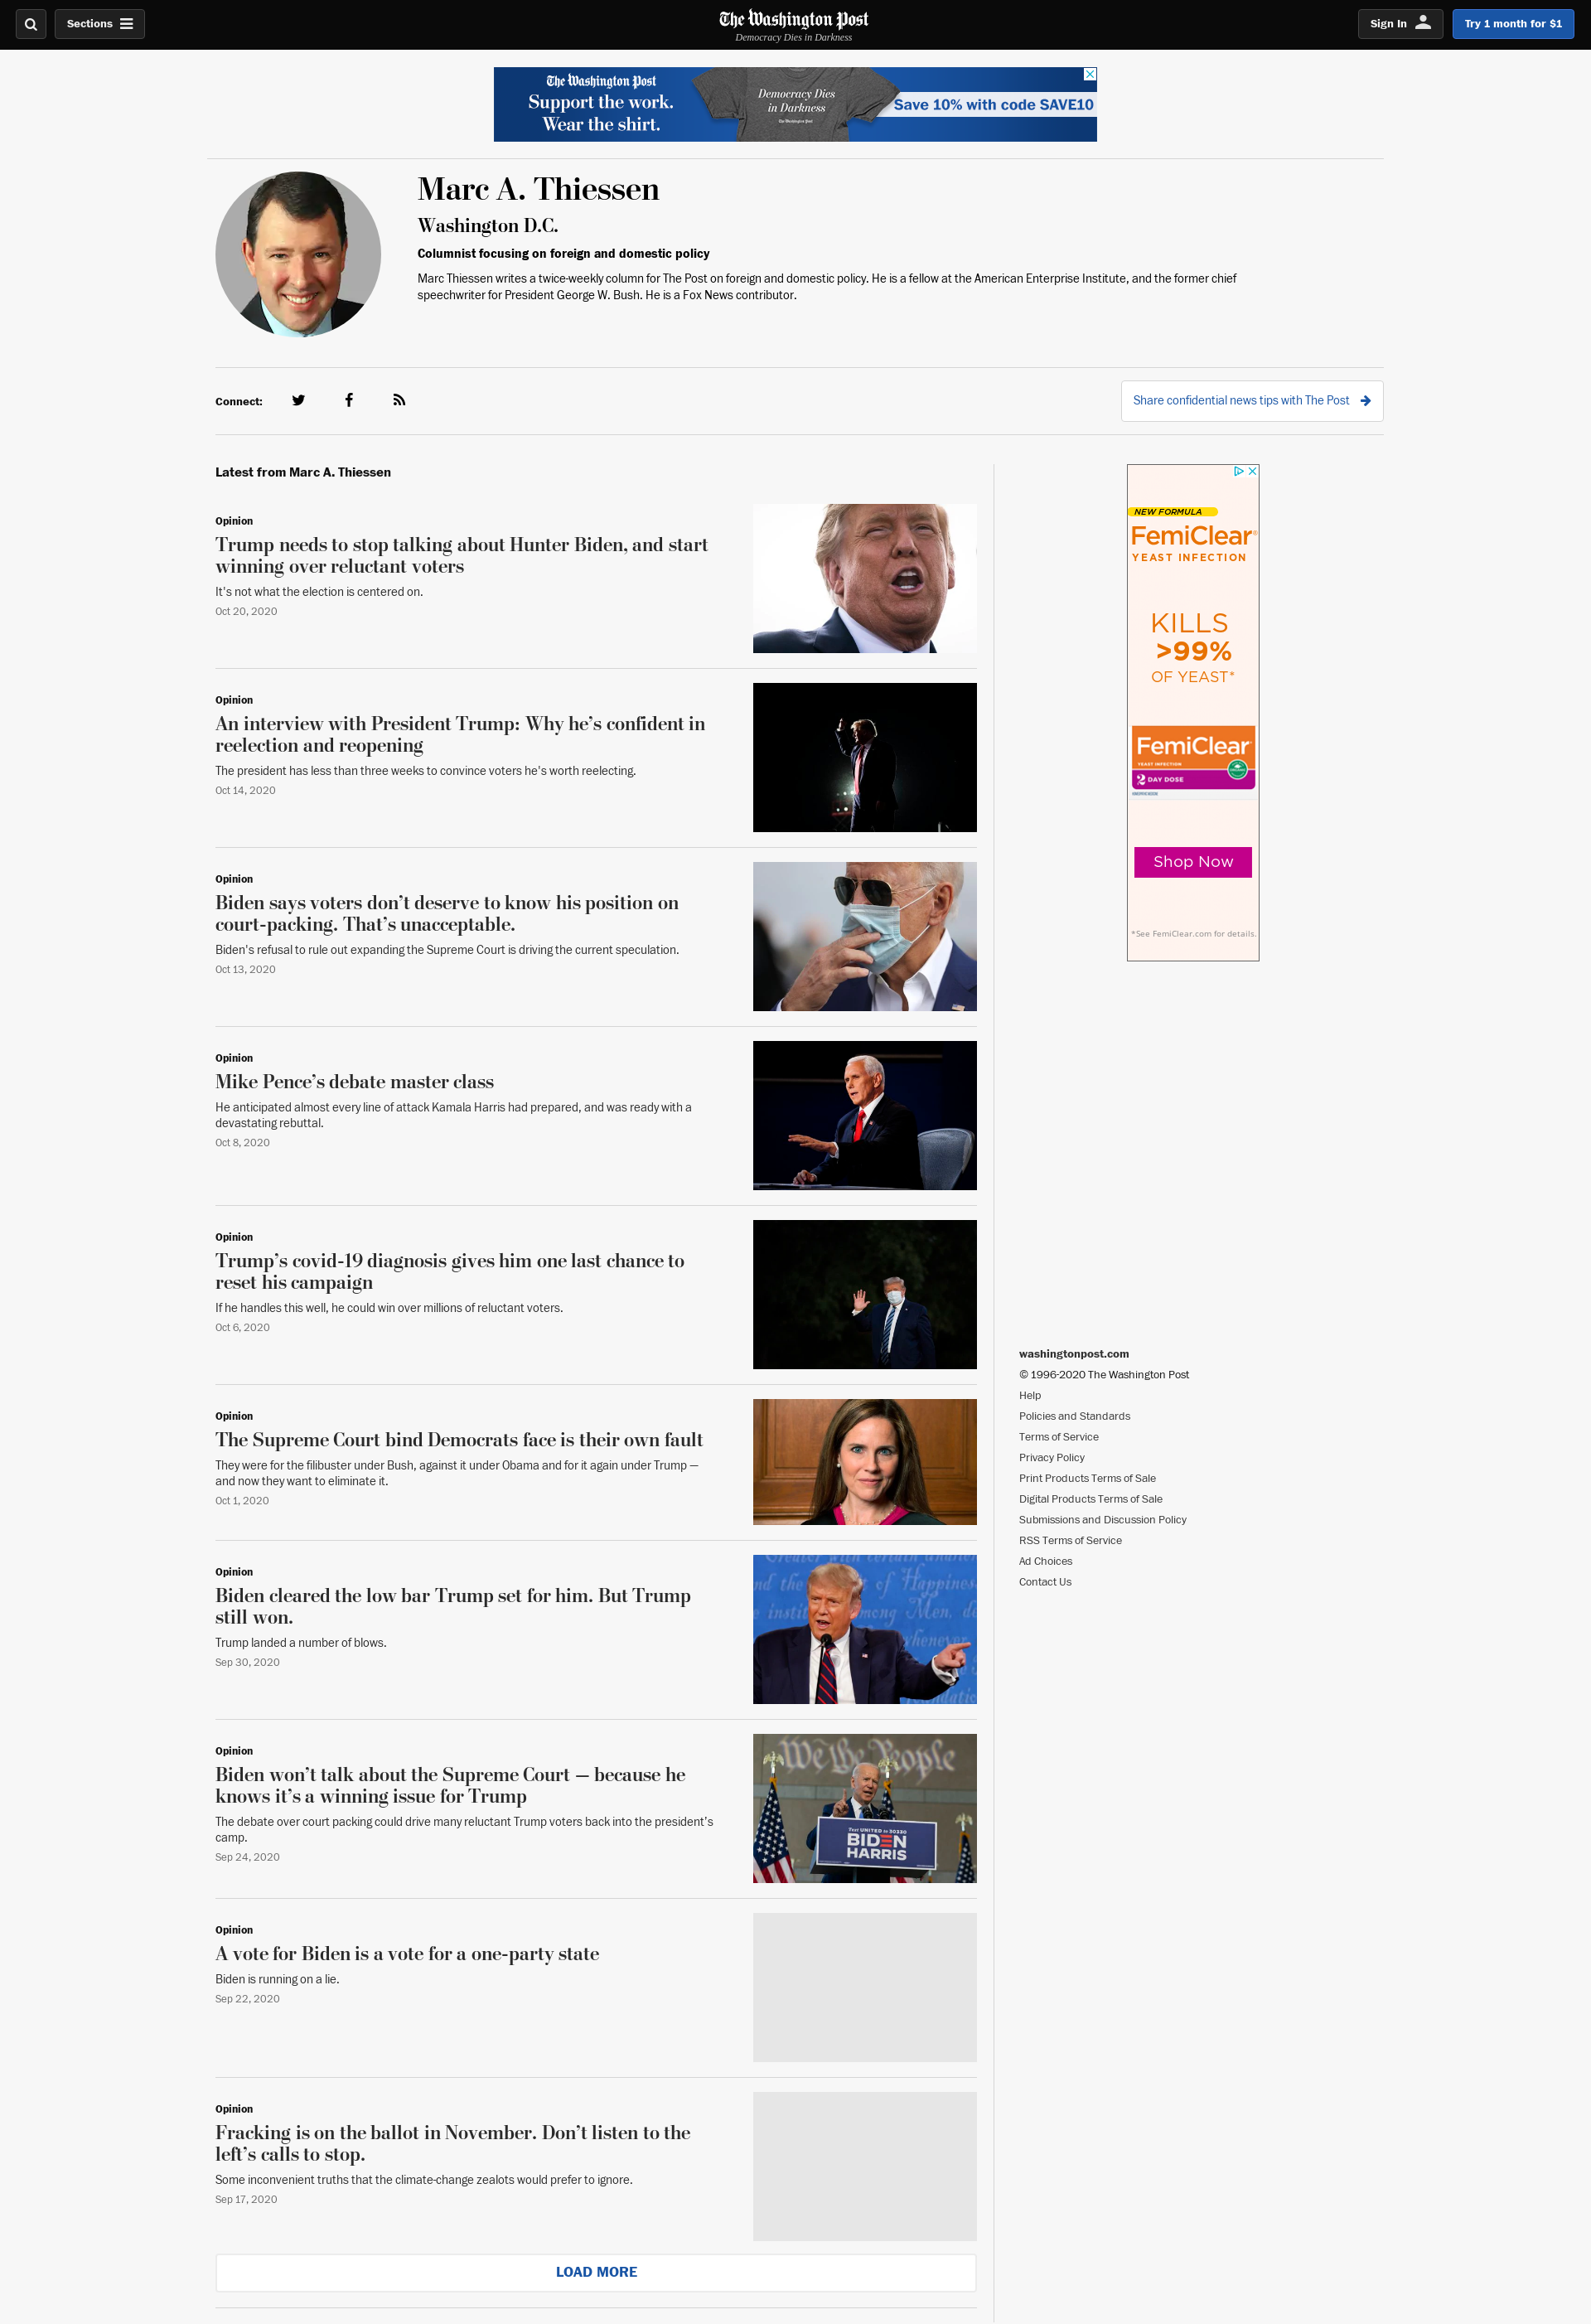 Sections
The Washington Post
Democracy Dies in Darkness
Sign In
Try 1 month for $1
The Washington Post
Support the work.
Wear the shirt.
Democracy Dies
in Darkness
The Washington Post
Save 10% with code SAVE10
Marc A. Thiessen
Washington D.C.
Columnist focusing on foreign and domestic policy
Marc Thiessen writes a twice-weekly column for The Post on foreign and domestic policy. He is a fellow at the American Enterprise Institute, and the former chief
speechwriter for President George W. Bush. He is a Fox News contributor.
Connect:
Share confidential news tips with The Post
Latest from Marc A. Thiessen
Opinion
Trump needs to stop talking about Hunter Biden, and start
winning over reluctant voters
It's not what the election is centered on.
Oct 20, 2020
Opinion
An interview with President Trump: Why he's confident in
reelection and reopening
The president has less than three weeks to convince voters he's worth reelecting.
Oct 14, 2020
Opinion
Biden says voters don't deserve to know his position on
court-packing. That's unacceptable.
Biden's refusal to rule out expanding the Supreme Court is driving the current speculation.
Oct 13, 2020
Opinion
Mike Pence's debate master class
He anticipated almost every line of attack Kamala Harris had prepared, and was ready with a
devastating rebuttal.
Oct 8, 2020
Opinion
Trump's covid-19 diagnosis gives him one last chance to
reset his campaign
If he handles this well, he could win over millions of reluctant voters.
Oct 6, 2020
Opinion
The Supreme Court bind Democrats face is their own fault
They were for the filibuster under Bush, against it under Obama and for it again under Trump —
and now they want to eliminate it.
Oct 1, 2020
Opinion
Biden cleared the low bar Trump set for him. But Trump
still won.
Trump landed a number of blows.
Sep 30, 2020
Opinion
Biden won't talk about the Supreme Court — because he
knows it's a winning issue for Trump
The debate over court packing could drive many reluctant Trump voters back into the president's
camp.
Sep 24, 2020
We the People
Text UNITED to 30330
BIDEN
HARRIS
Opinion
A vote for Biden is a vote for a one-party state
Biden is running on a lie.
Sep 22, 2020
Opinion
Fracking is on the ballot in November. Don't listen to the
left's calls to stop.
Some inconvenient truths that the climate-change zealots would prefer to ignore.
Sep 17, 2020
LOAD MORE
NEW FORMULA
FemiClear®
YEAST INFECTION
KILLS
>99%
OF YEAST*
FemiClear
YEAST INFECTION
2 DAY DOSE
Shop Now
*See FemiClear.com for details.
washingtonpost.com
© 1996-2020 The Washington Post
Help
Policies and Standards
Terms of Service
Privacy Policy
Print Products Terms of Sale
Digital Products Terms of Sale
Submissions and Discussion Policy
RSS Terms of Service
Ad Choices
Contact Us